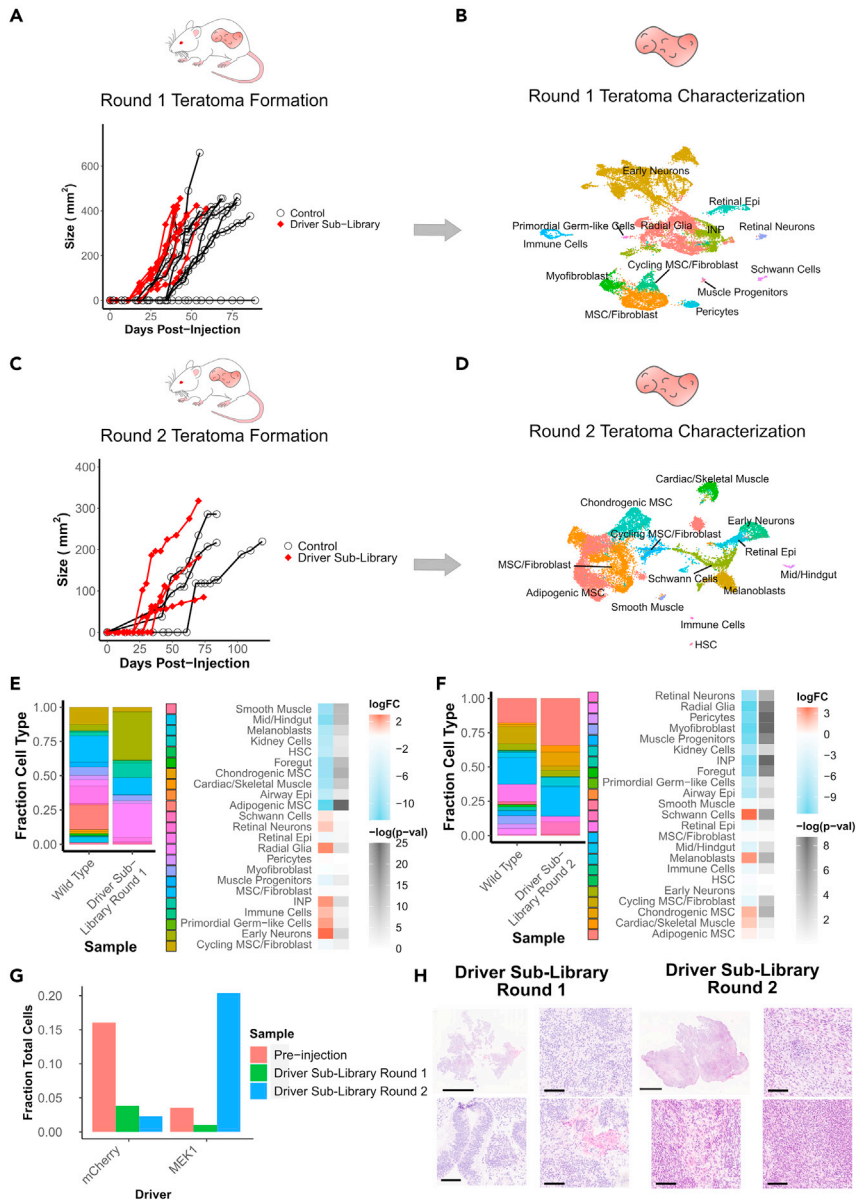 A
Round 1 Teratoma Formation
600
400
200
0
Size ( mm²)
0
25
50
75
Days Post−Injection
Control
Driver Sub−Library
B
Round 1 Teratoma Characterization
Early Neurons
Retinal Epi
Primordial Germ-like Cells
Radial Glia
INP
Retinal Neurons
Immune Cells
Cycling MSC/Fibroblast
Myofibroblast
Schwann Cells
Muscle Progenitors
MSC/Fibroblast
Pericytes
C
Round 2 Teratoma Formation
400
300
200
100
0
Size ( mm²)
0
25
50
75
100
Days Post−Injection
Control
Driver Sub−Library
D
Round 2 Teratoma Characterization
Cardiac/Skeletal Muscle
Chondrogenic MSC
Cycling MSC/Fibroblast
Early Neurons
Retinal Epi
MSC/Fibroblast
Schwann Cells
Mid/Hindgut
Adipogenic MSC
Melanoblasts
Smooth Muscle
Immune Cells
HSC
E
Fraction Cell Type
1.00
0.75
0.50
0.25
0.00
Wild Type
Driver Sub−
Library Round 1
Sample
Smooth Muscle
Mid/Hindgut
Melanoblasts
Kidney Cells
HSC
Foregut
Chondrogenic MSC
Cardiac/Skeletal Muscle
Airway Epi
Adipogenic MSC
Schwann Cells
Retinal Neurons
Retinal Epi
Radial Glia
Pericytes
Myofibroblast
Muscle Progenitors
MSC/Fibroblast
INP
Immune Cells
Primordial Germ−like Cells
Early Neurons
Cycling MSC/Fibroblast
logFC
2
−2
−6
−10
−log(p−val)
25
20
15
10
5
0
F
Fraction Cell Type
1.00
0.75
0.50
0.25
0.00
Wild Type
Driver Sub−
Library Round 2
Sample
Retinal Neurons
Radial Glia
Pericytes
Myofibroblast
Muscle Progenitors
Kidney Cells
INP
Foregut
Primordial Germ−like Cells
Airway Epi
Smooth Muscle
Schwann Cells
Retinal Epi
MSC/Fibroblast
Mid/Hindgut
Melanoblasts
Immune Cells
HSC
Early Neurons
Cycling MSC/Fibroblast
Chondrogenic MSC
Cardiac/Skeletal Muscle
Adipogenic MSC
logFC
3
0
−3
−6
−9
−log(p−val)
8
6
4
2
G
Fraction Total Cells
0.20
0.15
0.10
0.05
0.00
mCherry
MEK1
Driver
Sample
Pre−injection
Driver Sub−Library Round 1
Driver Sub−Library Round 2
H
Driver Sub-Library
Round 1
Driver Sub-Library
Round 2